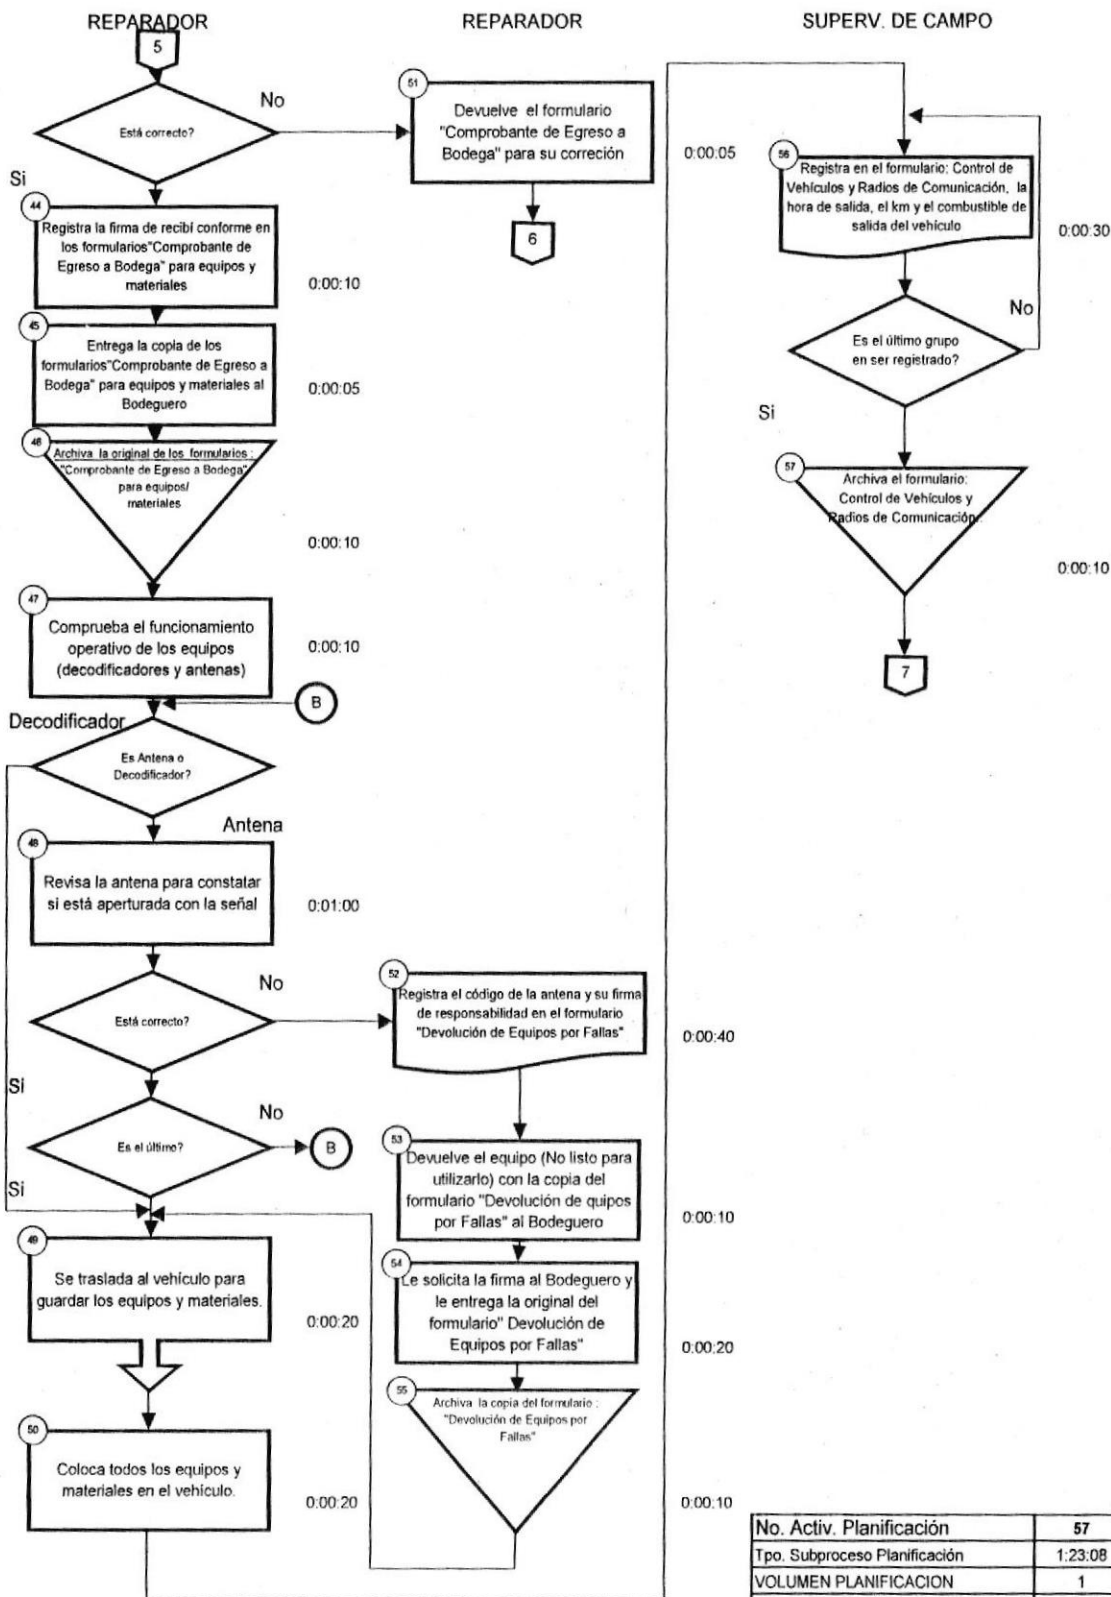 REPARADOR
5
Está correcto?
No
Si
44
Registra la firma de recibí conforme en
los formularios"Comprobante de
Egreso a Bodega" para equipos y
materiales
0:00:10
45
Entrega la copia de los
formularios"Comprobante de Egreso a
Bodega" para equipos y materiales al
Bodeguero
0:00:05
46
Archiva la original de los formularios :
"Comprobante de Egreso a Bodega"
para equipos/
materiales
0:00:10
47
Comprueba el funcionamiento
operativo de los equipos
(decodificadores y antenas)
0:00:10
B
Decodificador
Es Antena o
Decodificador?
Antena
48
Revisa la antena para constatar
si está aperturada con la señal
0:01:00
Está correcto?
No
Si
Es el último?
No
B
Si
49
Se traslada al vehículo para
guardar los equipos y materiales.
0:00:20
50
Coloca todos los equipos y
materiales en el vehículo.
0:00:20
REPARADOR
51
Devuelve el formulario
"Comprobante de Egreso a
Bodega" para su correción
0:00:05
6
52
Registra el código de la antena y su firma
de responsabilidad en el formulario
"Devolución de Equipos por Fallas"
0:00:40
53
Devuelve el equipo (No listo para
utilizarlo) con la copia del
formulario "Devolución de quipos
por Fallas" al Bodeguero
0:00:10
54
Le solicita la firma al Bodeguero y
le entrega la original del
formulario" Devolución de
Equipos por Fallas"
0:00:20
55
Archiva la copia del formulario :
"Devolución de Equipos por
Fallas"
0:00:10
SUPERV. DE CAMPO
56
Registra en el formulario: Control de
Vehículos y Radios de Comunicación, la
hora de salida, el km y el combustible de
salida del vehículo
0:00:30
Es el último grupo
en ser registrado?
No
Si
57
Archiva el formulario:
Control de Vehículos y
Radios de Comunicación.
0:00:10
7
No. Activ. Planificación 57
Tpo. Subproceso Planificación 1:23:08
VOLUMEN PLANIFICACION 1